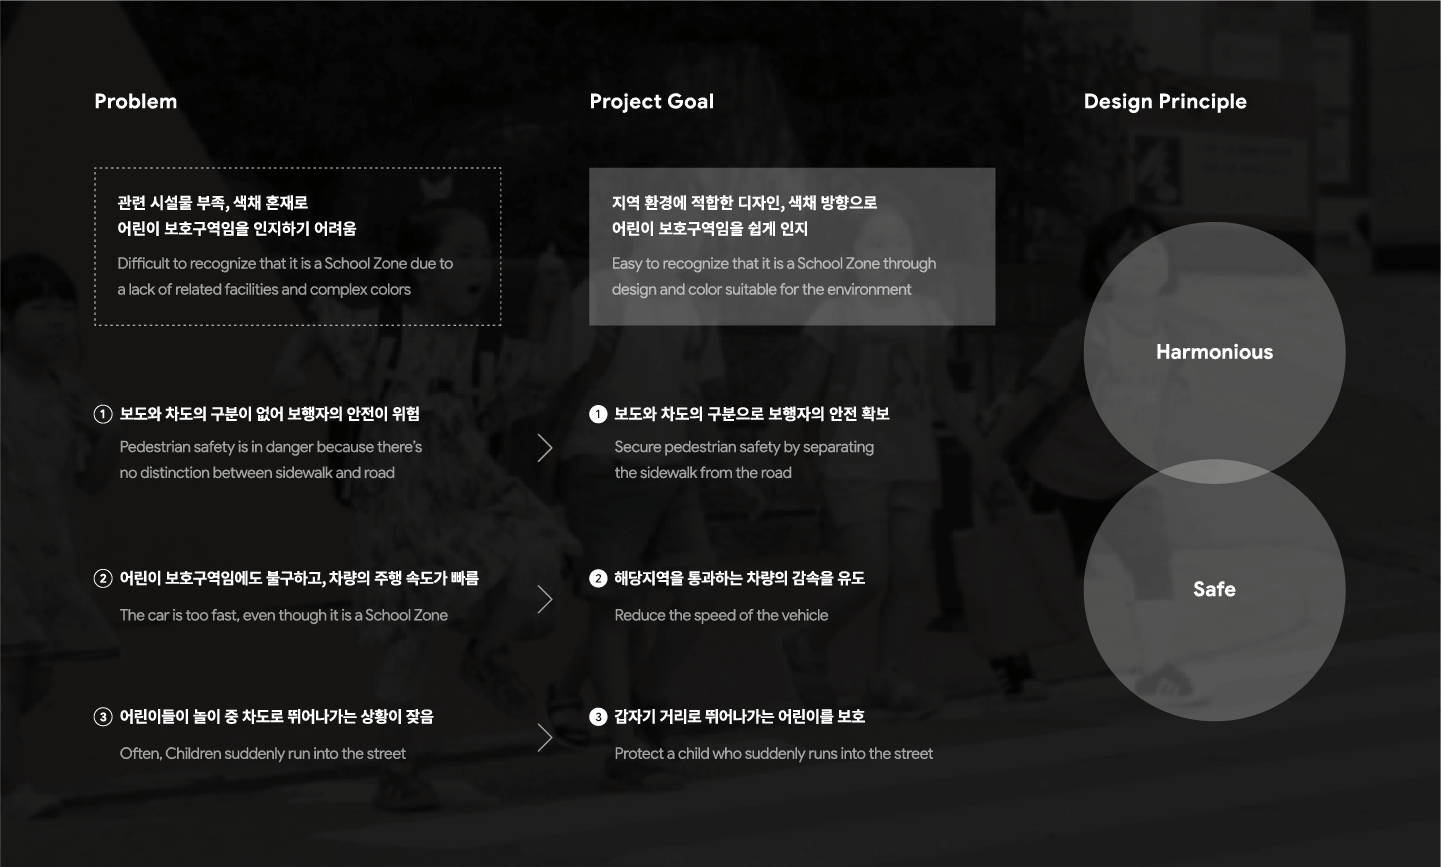 Problem
관련 시설물 부족, 색채 혼재로
어린이 보호구역임을 인지하기 어려움
Difficult to recognize that it is a School Zone due to
a lack of related facilities and complex colors
1 보도와 차도의 구분이 없어 보행자의 안전이 위험
Pedestrian safety is in danger because there's
no distinction between sidewalk and road
2 어린이 보호구역임에도 불구하고, 차량의 주행 속도가 빠름
The car is too fast, even though it is a School Zone
3 어린이들이 놀이 중 차도로 뛰어나가는 상황이 잦음
Often, Children suddenly run into the street
Project Goal
지역 환경에 적합한 디자인, 색채 방향으로
어린이 보호구역임을 쉽게 인지
Easy to recognize that it is a School Zone through
design and color suitable for the environment
1 보도와 차도의 구분으로 보행자의 안전 확보
Secure pedestrian safety by separating
the sidewalk from the road
2 해당지역을 통과하는 차량의 감속을 유도
Reduce the speed of the vehicle
3 갑자기 거리로 뛰어나가는 어린이를 보호
Protect a child who suddenly runs into the street
Design Principle
Harmonious
Safe